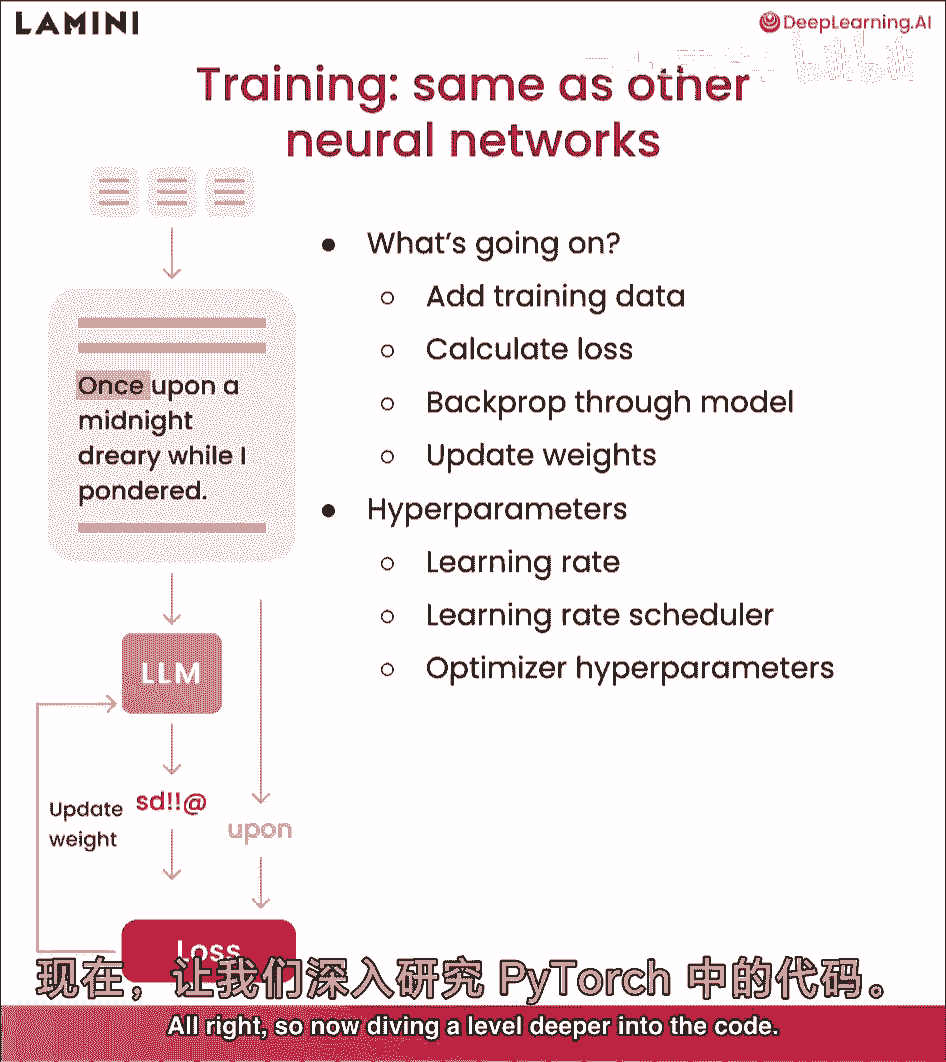 LAMINI
DeepLearning.AI
Training: same as other
neural networks
● What's going on?
○ Add training data
○ Calculate loss
○ Backprop through model
○ Update weights
● Hyperparameters
○ Learning rate
○ Learning rate scheduler
○ Optimizer hyperparameters
Once upon a
midnight
dreary while I
pondered.
LLM
sd!!@
Update
weight
upon
Loss
现在，让我们深入研究 PyTorch 中的代码。
All right, so now diving a level deeper into the code.